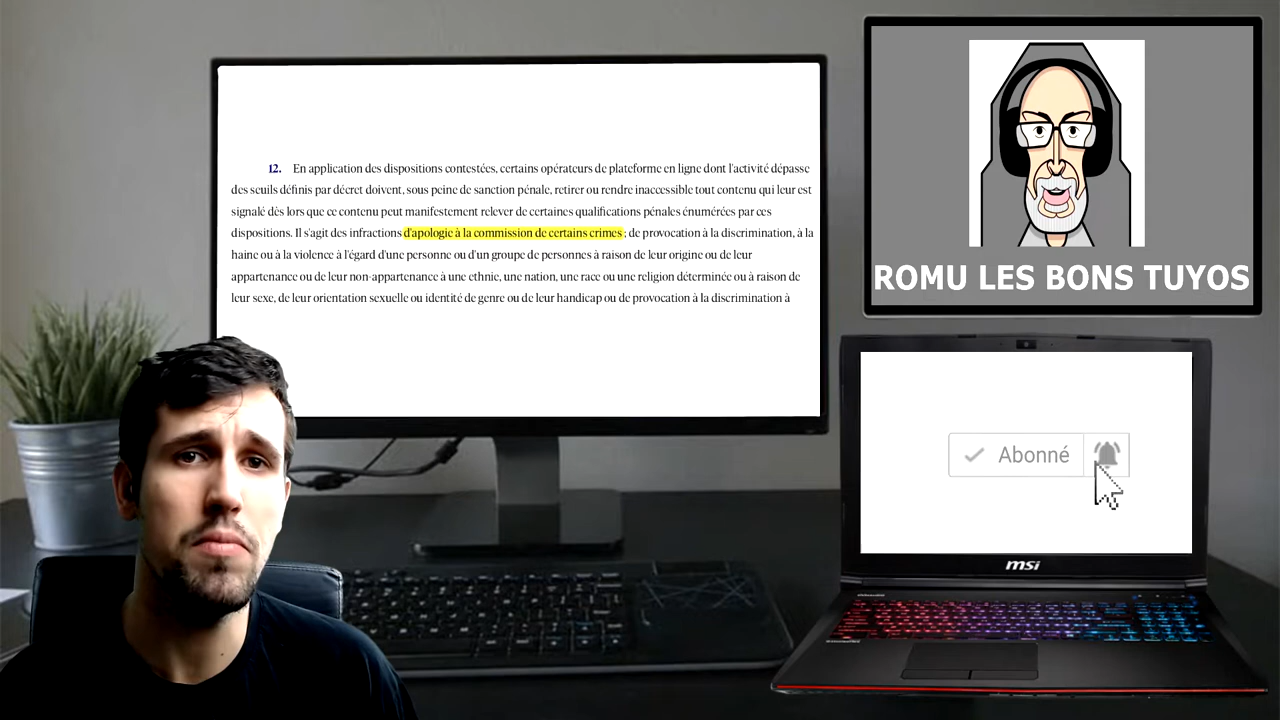 12. En application des dispositions contestées, certains opérateurs de plateforme en ligne dont l'activité dépasse
des seuils définis par décret doivent, sous peine de sanction pénale, retirer ou rendre inaccessible tout contenu qui leur est
signalé dès lors que ce contenu peut manifestement relever de certaines qualifications pénales énumérées par ces
dispositions. Il s'agit des infractions d'apologie à la commission de certains crimes ; de provocation à la discrimination, à la
haine ou à la violence à l'égard d'une personne ou d'un groupe de personnes à raison de leur origine ou de leur
appartenance ou de leur non-appartenance à une ethnie, une nation, une race ou une religion déterminée ou à raison de
leur sexe, de leur orientation sexuelle ou identité de genre ou de leur handicap ou de provocation à la discrimination à
ROMU LES BONS TUYOS
Abonné
msi